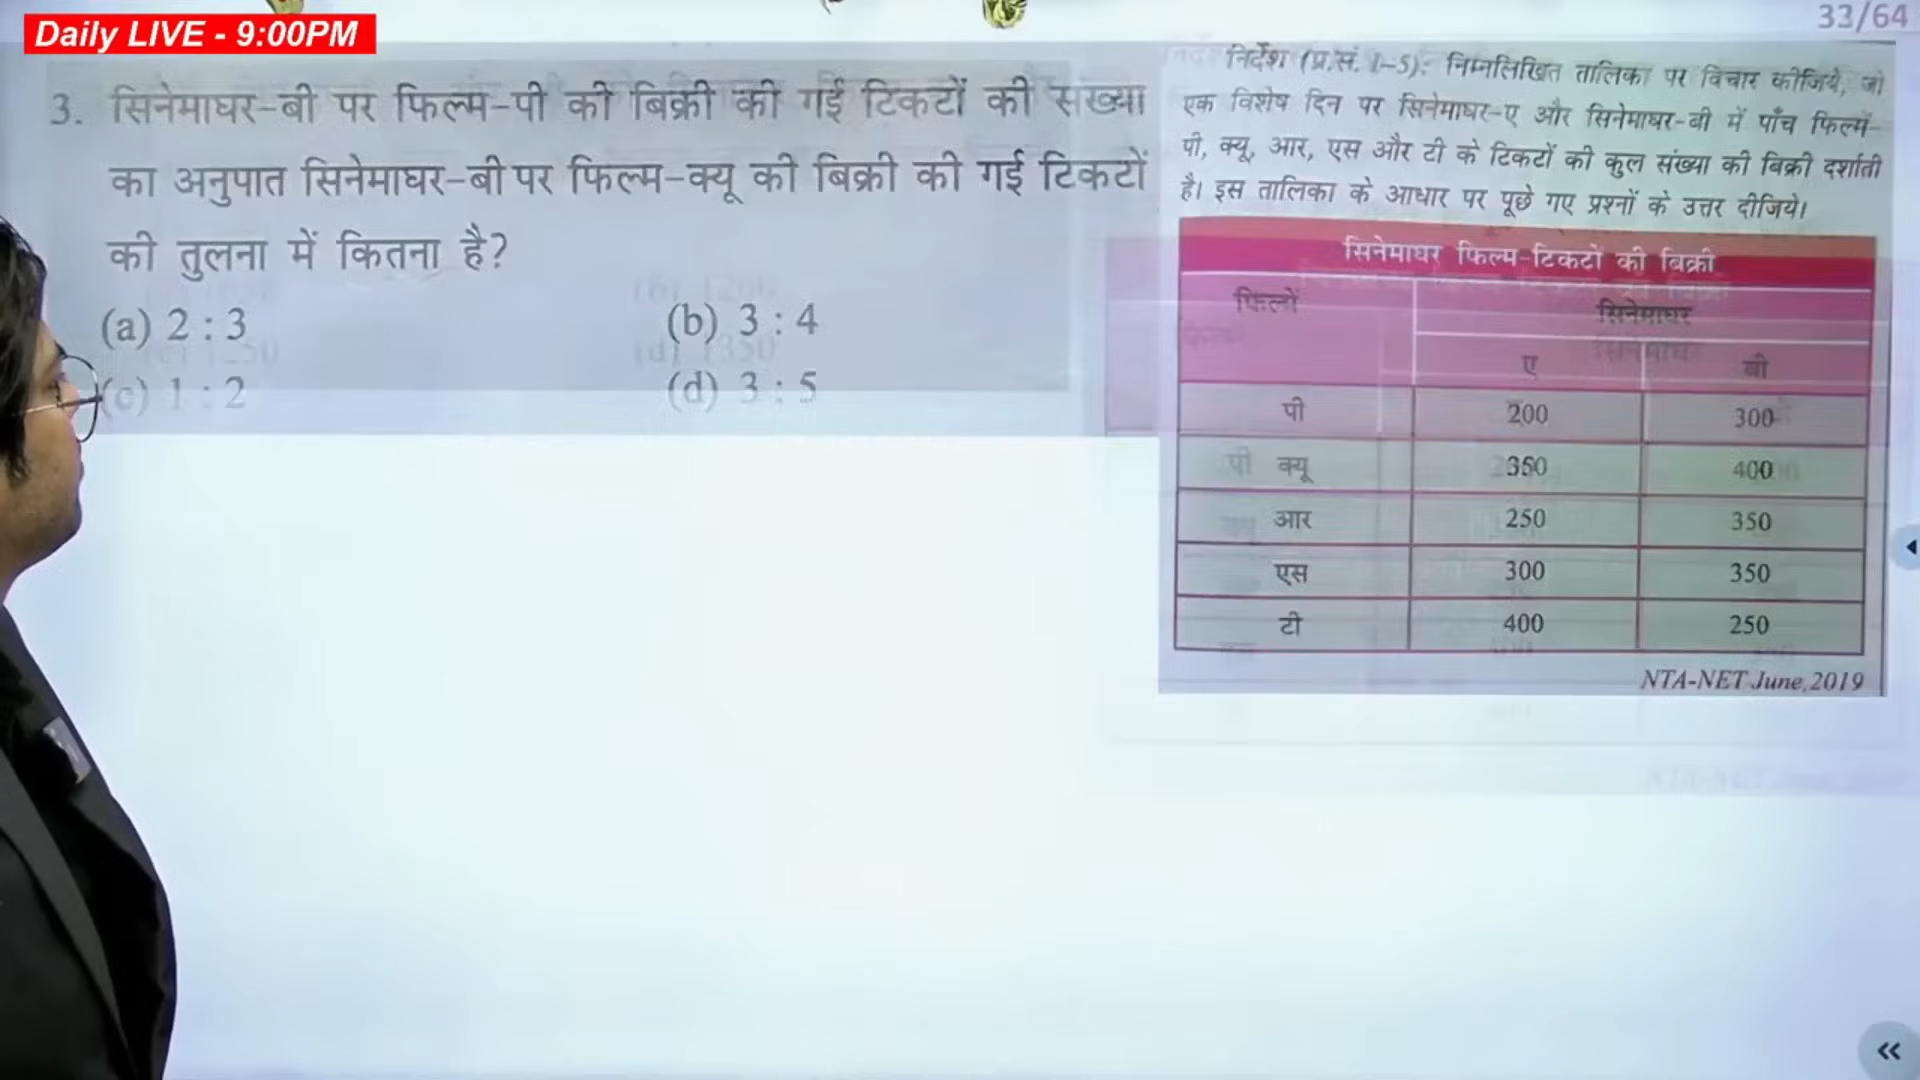 Daily LIVE - 9:00PM
33/64
3. सिनेमाघर-बी पर फिल्म-पी की बिक्री की गई टिकटों की संख्या
का अनुपात सिनेमाघर-बी पर फिल्म-क्यू की बिक्री की गई टिकटों
की तुलना में कितना है?
(a) 2 : 3 (b) 3 : 4
(c) 1 : 2 (d) 3 : 5
निर्देश (प्र.सं. 1-5): निम्नलिखित तालिका पर विचार कीजिये, जो
एक विशेष दिन पर सिनेमाघर-ए और सिनेमाघर-बी में पाँच फिल्में-
पी, क्यू, आर, एस और टी के टिकटों की कुल संख्या की बिक्री दर्शाती
है। इस तालिका के आधार पर पूछे गए प्रश्नों के उत्तर दीजिये।
सिनेमाघर फिल्म-टिकटों की बिक्री
फिल्में सिनेमाघर
ए बी
पी 200 300
क्यू 350 400
आर 250 350
एस 300 350
टी 400 250
NTA-NET June,2019